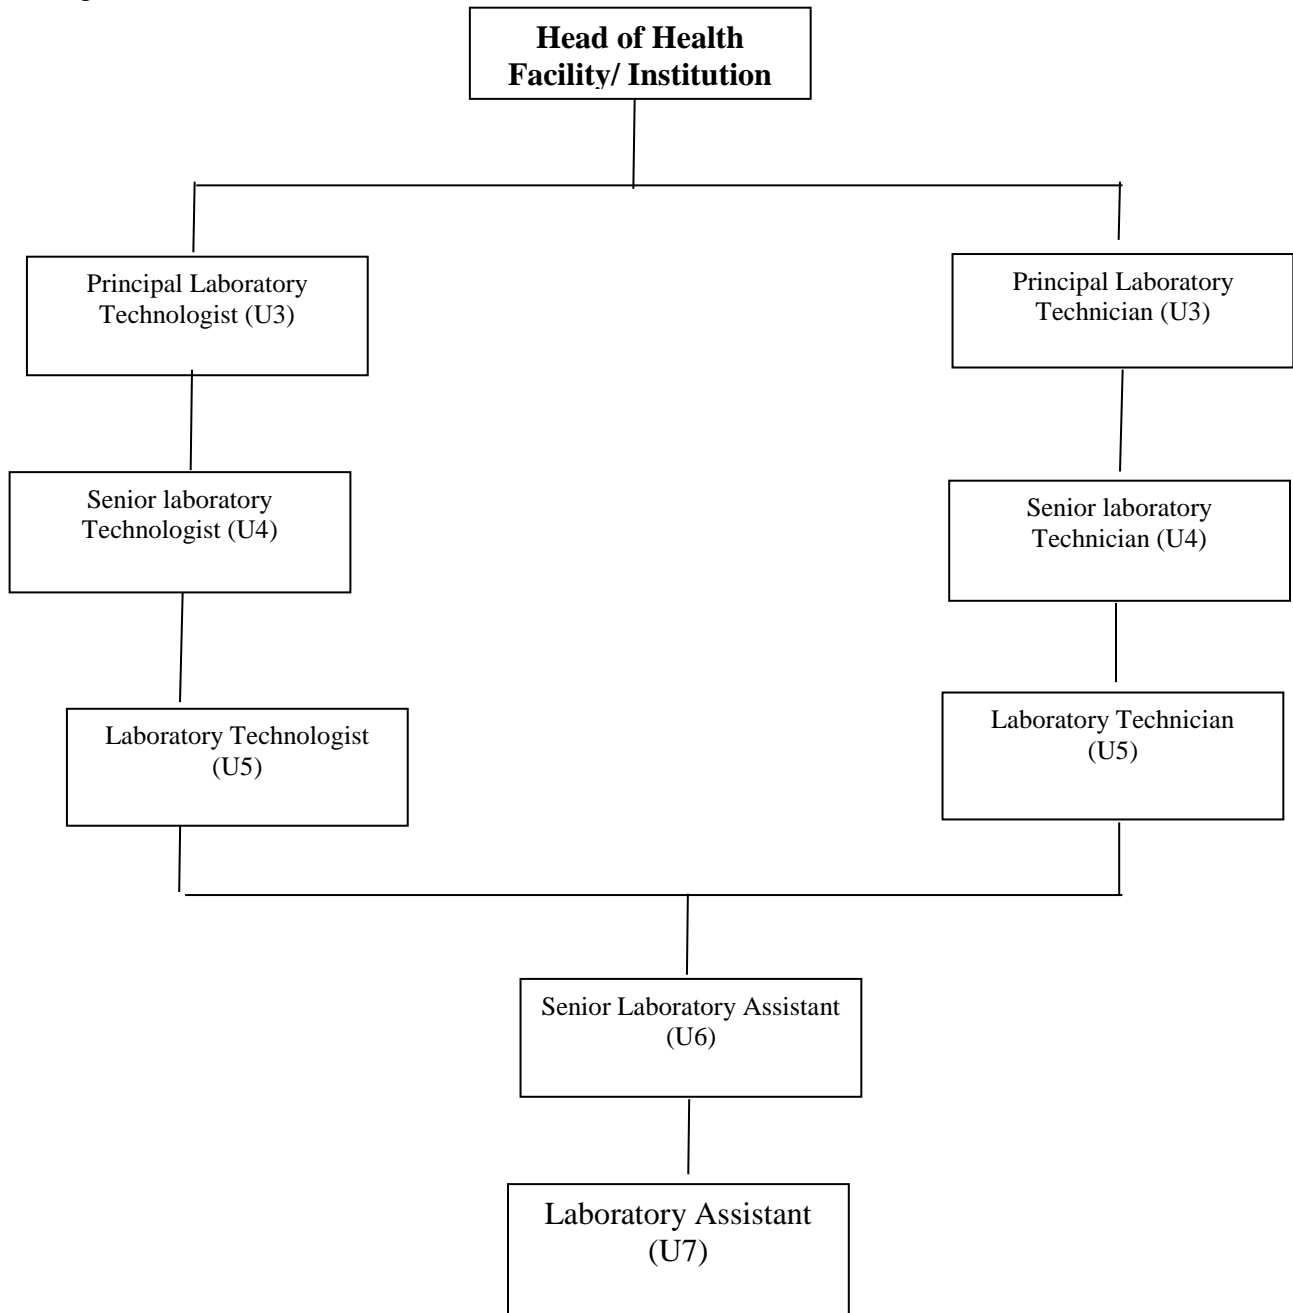 Head of Health
Facility/ Institution
Principal Laboratory
Technologist (U3)
Principal Laboratory
Technician (U3)
Senior laboratory
Technologist (U4)
Senior laboratory
Technician (U4)
Laboratory Technologist
(U5)
Laboratory Technician
(U5)
Senior Laboratory Assistant
(U6)
Laboratory Assistant
(U7)